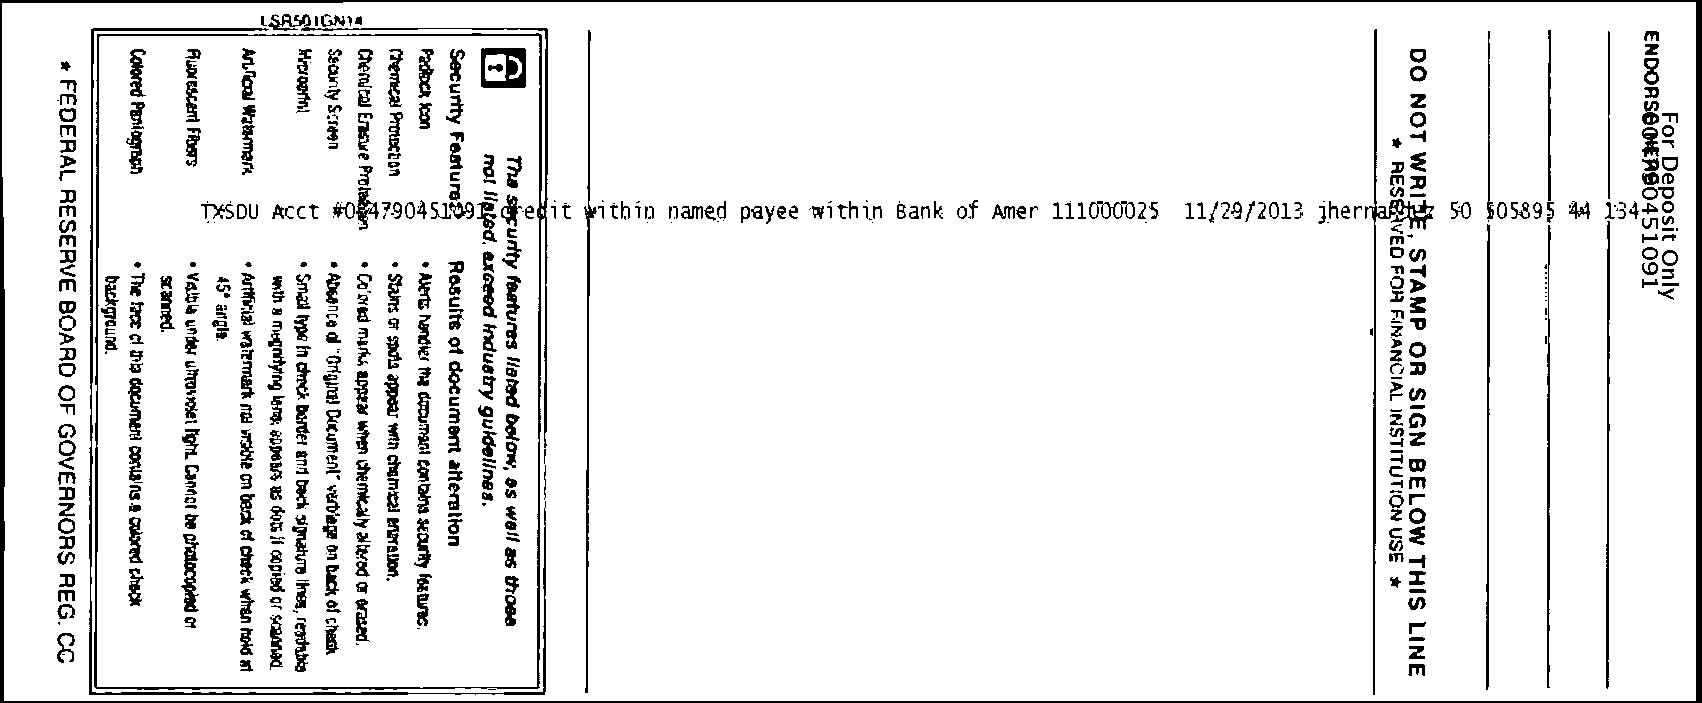 LSR501GN14
For Deposit Only
004790451091
ENDORSE HERE
DO NOT WRITE, STAMP OR SIGN BELOW THIS LINE
* RESERVED FOR FINANCIAL INSTITUTION USE *
TXSDU Acct #004790451091 credit within named payee within Bank of Amer 111000025 11/29/2013 50 505895 44 134
The security features listed below, as well as those
not listed, exceed industry guidelines.
Security Features: Results of document alteration
Padlock Icon • Alerts handler the document contains security features.
Chemical Protection • Stains or spots appear with chemical alteration.
Chemical Erasure Protection • Colored marks appear when chemically altered or erased.
Security Screen • Absence of "Original Document" verbiage on back of check
Microprint • Small type in check border and back signature lines, readable
with a magnifying lens, appears as dots if copied or scanned.
Artificial Watermark • Artificial watermark not visible on back of check when held at
45° angle.
Fluorescent Fibers • Visible under ultraviolet light. Cannot be photocopied or
scanned.
Colored Pantograph • The face of this document contains a colored check
background.
* FEDERAL RESERVE BOARD OF GOVERNORS REG. CC